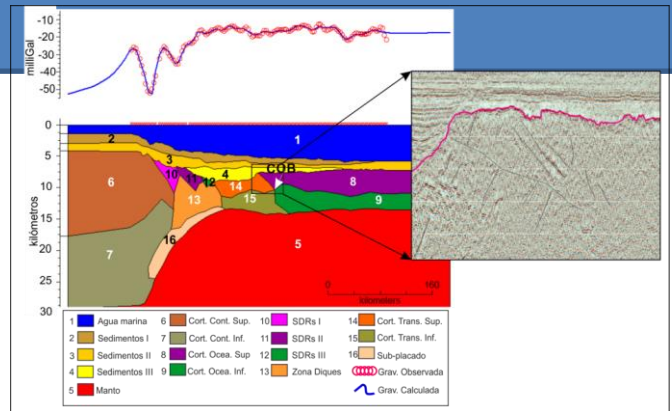 milliGal
-10
-20
-30
-40
-50
kilómetros
0
5
10
15
20
25
30
1
2
3
4
COB
6
10
11
12
14
8
13
15
9
7
16
5
0
160
kilometers
1 Agua marina
2 Sedimentos I
3 Sedimentos II
4 Sedimentos III
5 Manto
6 Cort. Cont. Sup.
7 Cort. Cont. Inf.
8 Cort. Ocea. Sup
9 Cort. Ocea. Inf.
10 SDRs I
11 SDRs II
12 SDRs III
13 Zona Diques
14 Cort. Trans. Sup.
15 Cort. Trans. Inf.
16 Sub-placado
Grav. Observada
Grav. Calculada